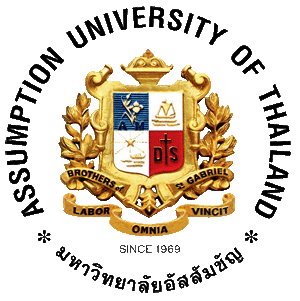 ASSUMPTION UNIVERSITY OF THAILAND
A M
D S
BROTHERS of St GABRIEL
LABOR OMNIA VINCIT
SINCE 1969
* มหาวิทยาลัยอัสสัมชัญ *